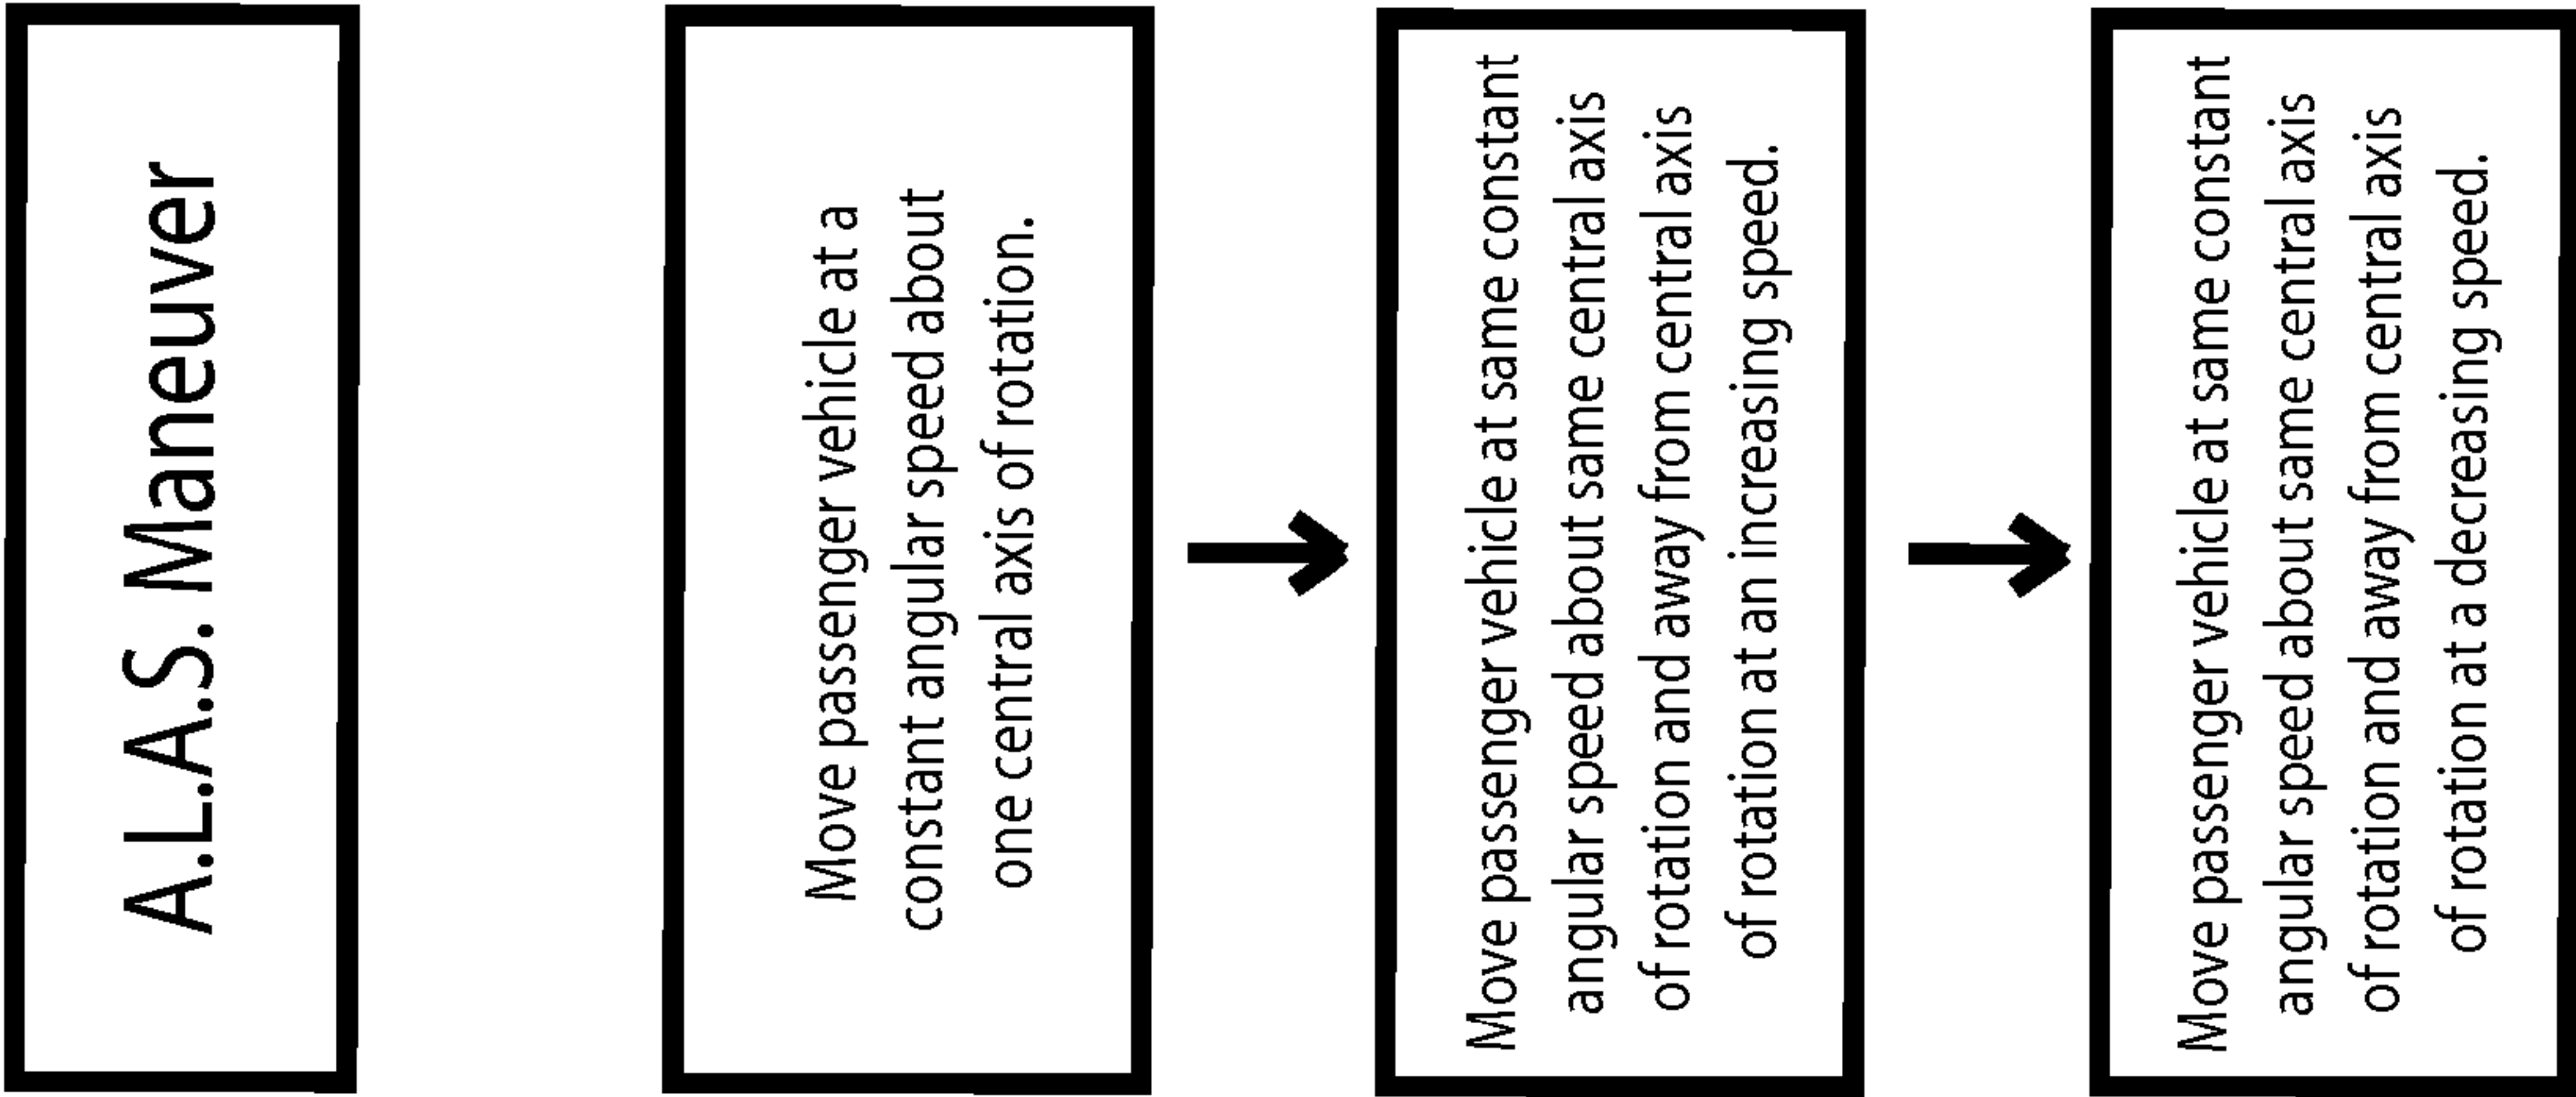 A.L.A.S. Maneuver
Move passenger vehicle at a
constant angular speed about
one central axis of rotation.
Move passenger vehicle at same constant
angular speed about same central axis
of rotation and away from central axis
of rotation at an increasing speed.
Move passenger vehicle at same constant
angular speed about same central axis
of rotation and away from central axis
of rotation at a decreasing speed.